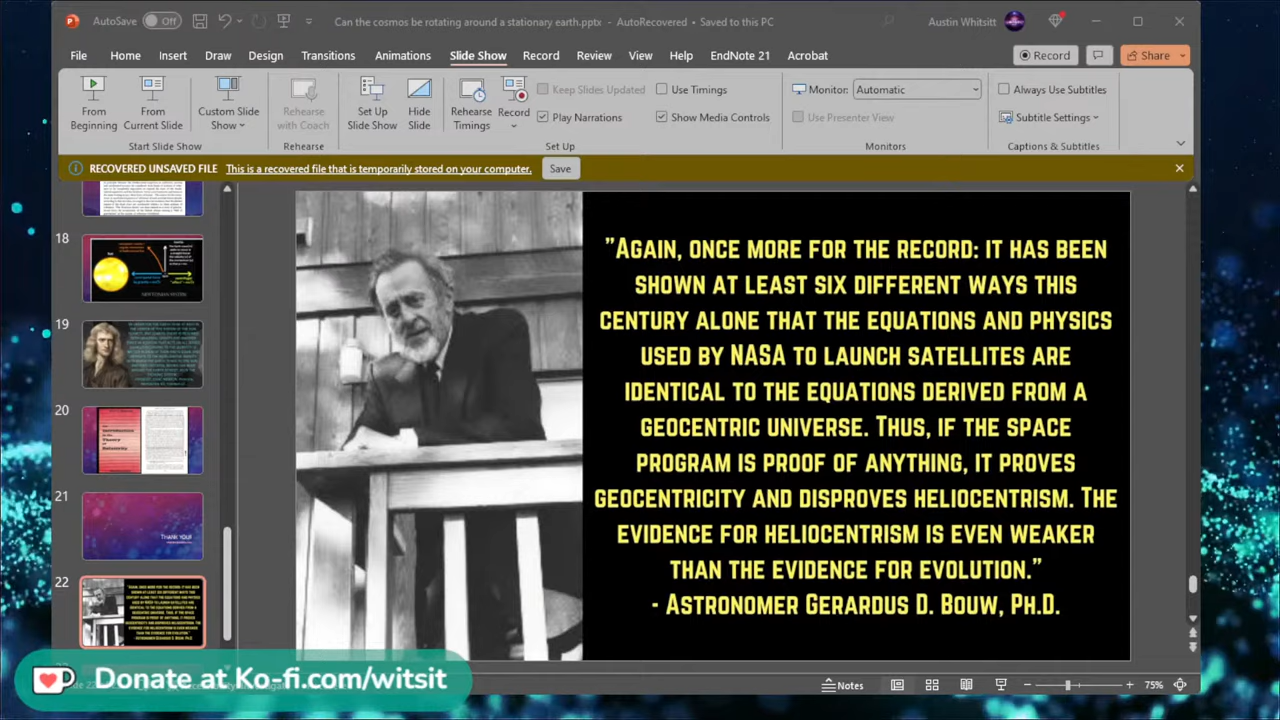 AutoSave
Off
Can the cosmos be rotating around a stationary earth.pptx - AutoRecovered • Saved to this PC
Austin Whitsitt
File Home Insert Draw Design Transitions Animations Slide Show Record Review View Help EndNote 21 Acrobat
Record
Share
From Beginning
From Current Slide
Custom Slide Show
Rehearse with Coach
Set Up Slide Show
Hide Slide
Rehearse Timings
Record
Keep Slides Updated
Play Narrations
Use Timings
Show Media Controls
Monitor: Automatic
Use Presenter View
Always Use Subtitles
Subtitle Settings
Start Slide Show
Rehearse
Set Up
Monitors
Captions & Subtitles
RECOVERED UNSAVED FILE This is a recovered file that is temporarily stored on your computer. Save
18
19
20
21
THANK YOU!
22
"AGAIN, ONCE MORE FOR THE RECORD: IT HAS BEEN
SHOWN AT LEAST SIX DIFFERENT WAYS THIS
CENTURY ALONE THAT THE EQUATIONS AND PHYSICS
USED BY NASA TO LAUNCH SATELLITES ARE
IDENTICAL TO THE EQUATIONS DERIVED FROM A
GEOCENTRIC UNIVERSE. THUS, IF THE SPACE
PROGRAM IS PROOF OF ANYTHING, IT PROVES
GEOCENTRICITY AND DISPROVES HELIOCENTRISM. THE
EVIDENCE FOR HELIOCENTRISM IS EVEN WEAKER
THAN THE EVIDENCE FOR EVOLUTION."
- ASTRONOMER GERARDUS D. BOUW, PH.D.
Donate at Ko-fi.com/witsit
Notes
75%